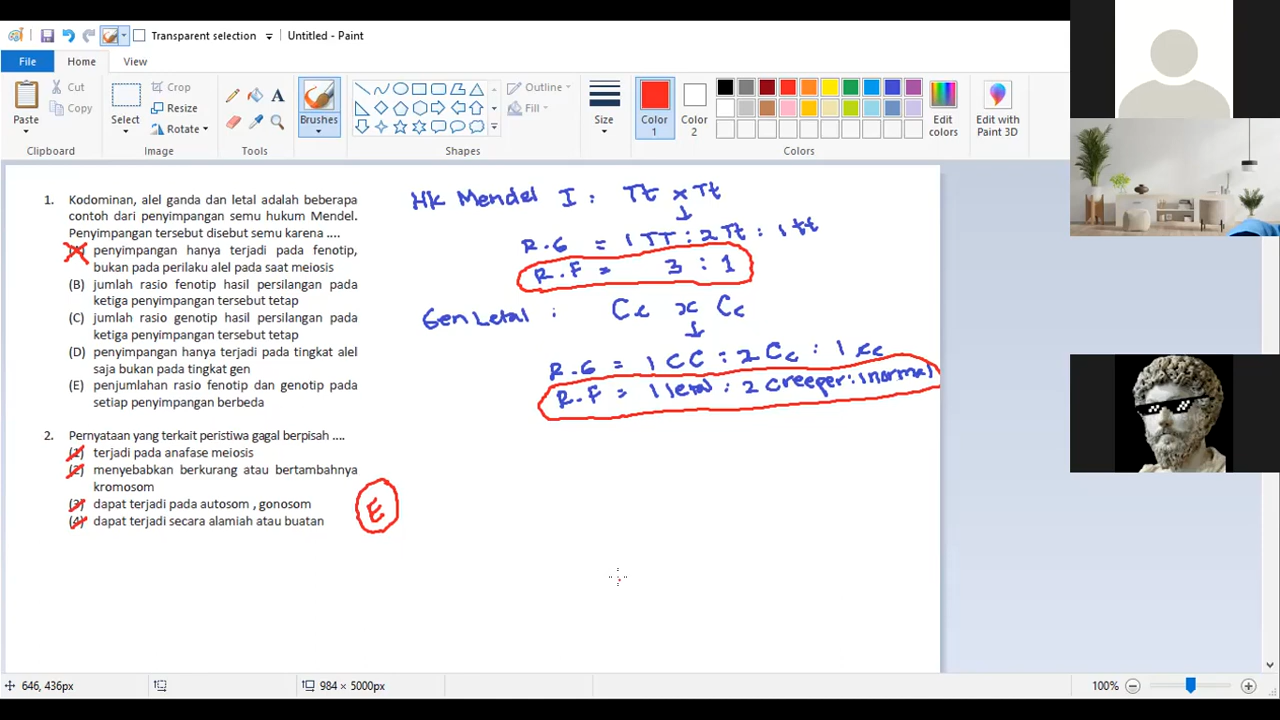 Transparent selection
Untitled - Paint
File
Home
View
Paste
Cut
Copy
Clipboard
Select
Crop
Resize
Rotate
Image
Tools
Brushes
Shapes
Outline
Fill
Size
Color 1
Color 2
Edit colors
Edit with Paint 3D
Colors
1. Kodominan, alel ganda dan letal adalah beberapa
contoh dari penyimpangan semu hukum Mendel.
Penyimpangan tersebut disebut semu karena ....
penyimpangan hanya terjadi pada fenotip,
bukan pada perilaku alel pada saat meiosis
(B) jumlah rasio fenotip hasil persilangan pada
ketiga penyimpangan tersebut tetap
(C) jumlah rasio genotip hasil persilangan pada
ketiga penyimpangan tersebut tetap
(D) penyimpangan hanya terjadi pada tingkat alel
saja bukan pada tingkat gen
(E) penjumlahan rasio fenotip dan genotip pada
setiap penyimpangan berbeda
2. Pernyataan yang terkait peristiwa gagal berpisah ....
(1) terjadi pada anafase meiosis
(2) menyebabkan berkurang atau bertambahnya
kromosom
(3) dapat terjadi pada autosom , gonosom
(4) dapat terjadi secara alamiah atau buatan
E
Hk Mendel I : Tt x Tt
↓
R.G = 1 TT : 2 Tt : 1 tt
R.F = 3 : 1
Gen Letal : Cc x Cc
↓
R.G = 1 CC : 2 Cc : 1 cc
R.F = 1 letal : 2 creeper : 1 normal
646, 436px
984 × 5000px
100%